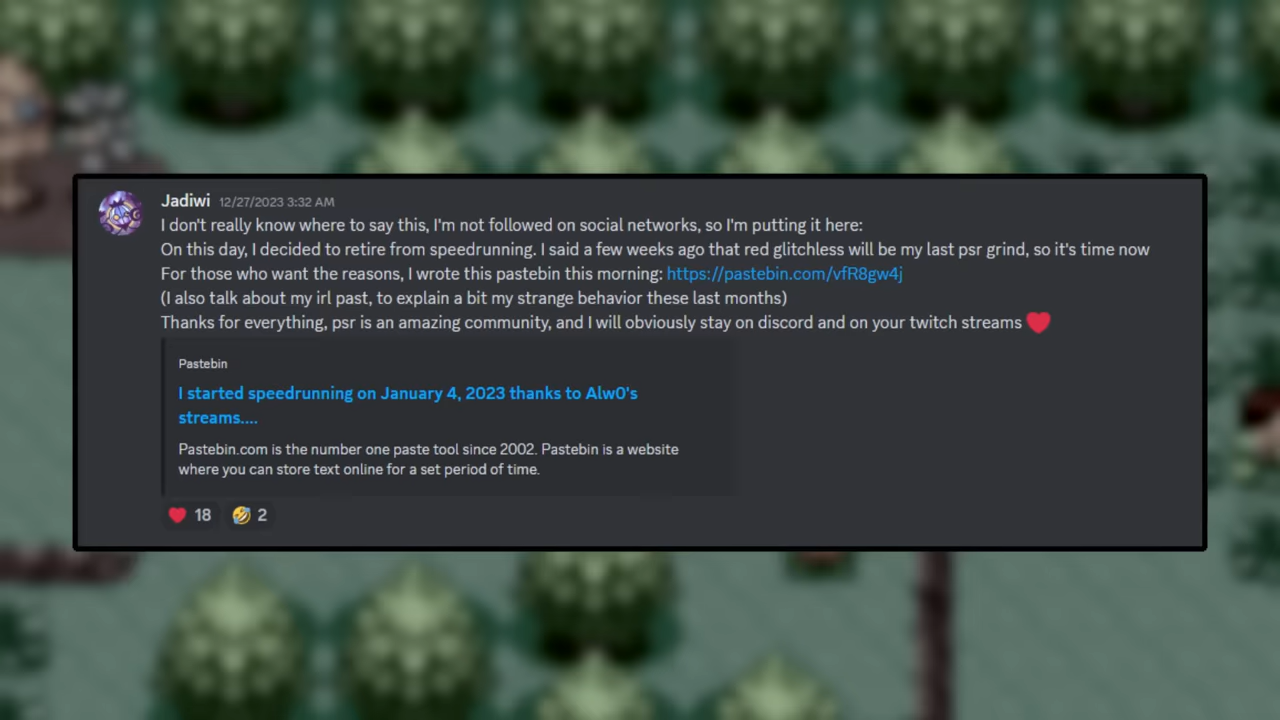 Jadiwi 12/27/2023 3:32 AM
I don't really know where to say this, I'm not followed on social networks, so I'm putting it here:
On this day, I decided to retire from speedrunning. I said a few weeks ago that red glitchless will be my last psr grind, so it's time now
For those who want the reasons, I wrote this pastebin this morning: https://pastebin.com/vfR8gw4j
(I also talk about my irl past, to explain a bit my strange behavior these last months)
Thanks for everything, psr is an amazing community, and I will obviously stay on discord and on your twitch streams ❤️
Pastebin
I started speedrunning on January 4, 2023 thanks to Alw0's
streams....
Pastebin.com is the number one paste tool since 2002. Pastebin is a website
where you can store text online for a set period of time.
❤️ 18 🤣 2